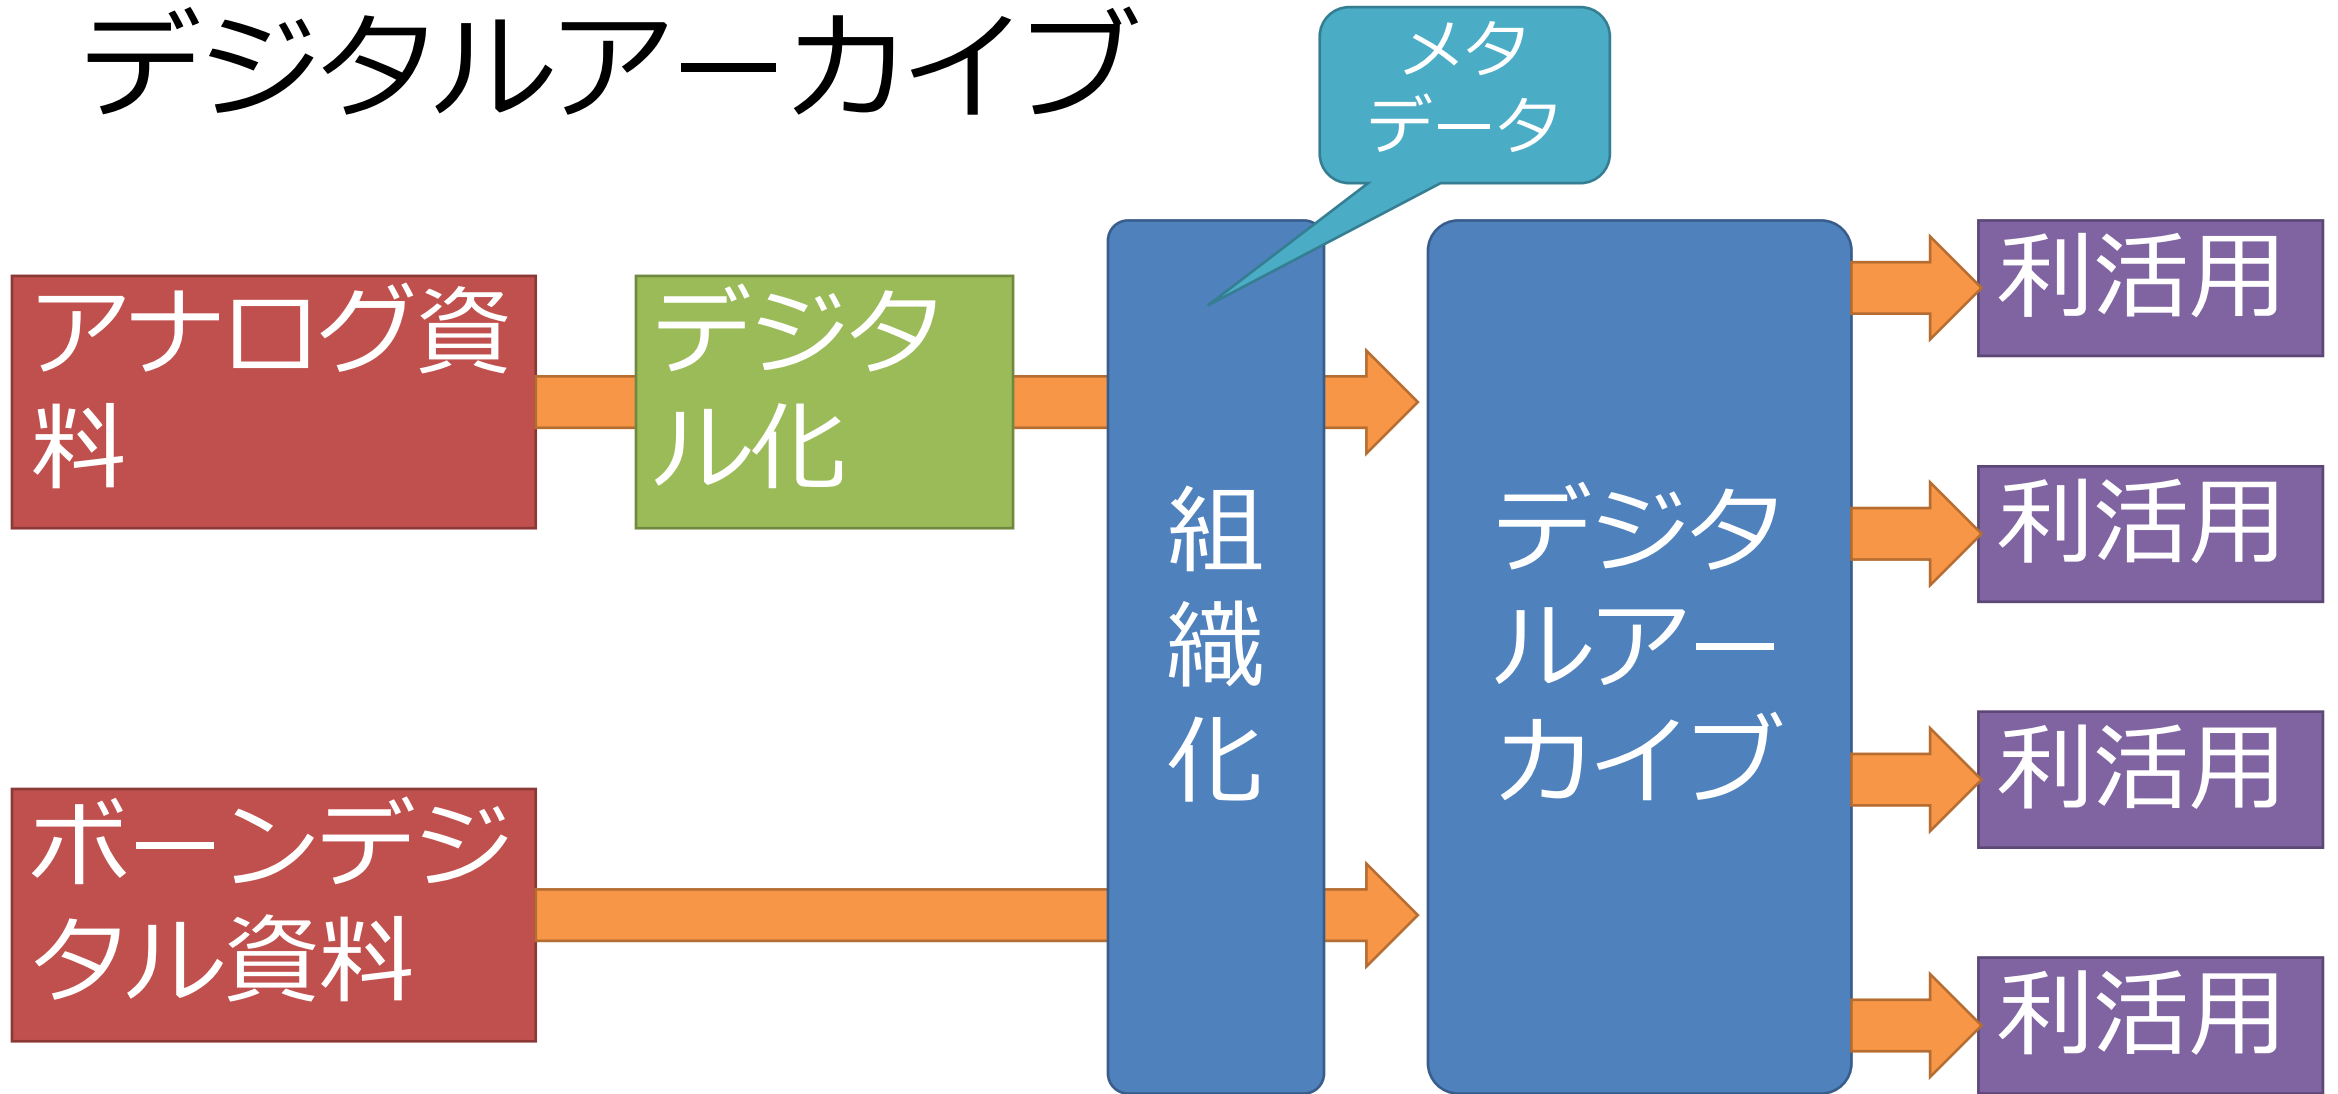 デジタルアーカイブ
メタ
データ
アナログ資
料
デジタ
ル化
組
織
化
デジタ
ルアー
カイブ
利活用
利活用
利活用
利活用
ボーンデジ
タル資料